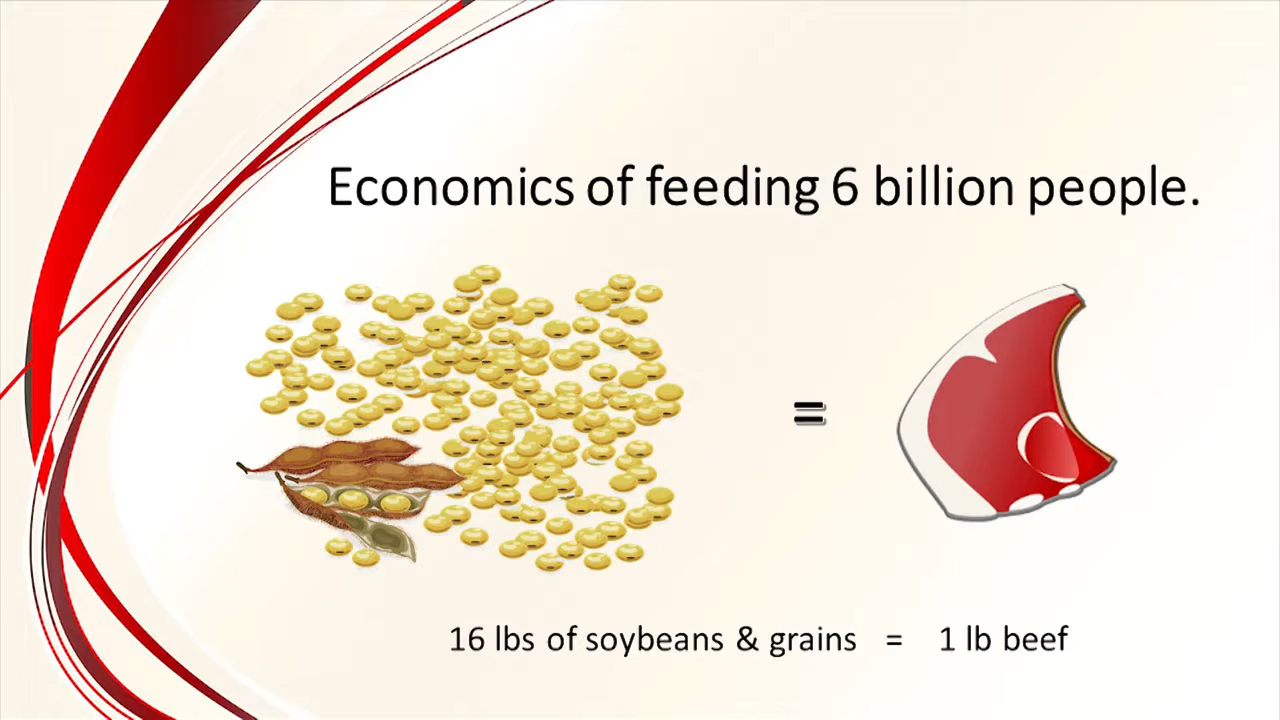 Economics of feeding 6 billion people.
=
16 lbs of soybeans & grains = 1 lb beef